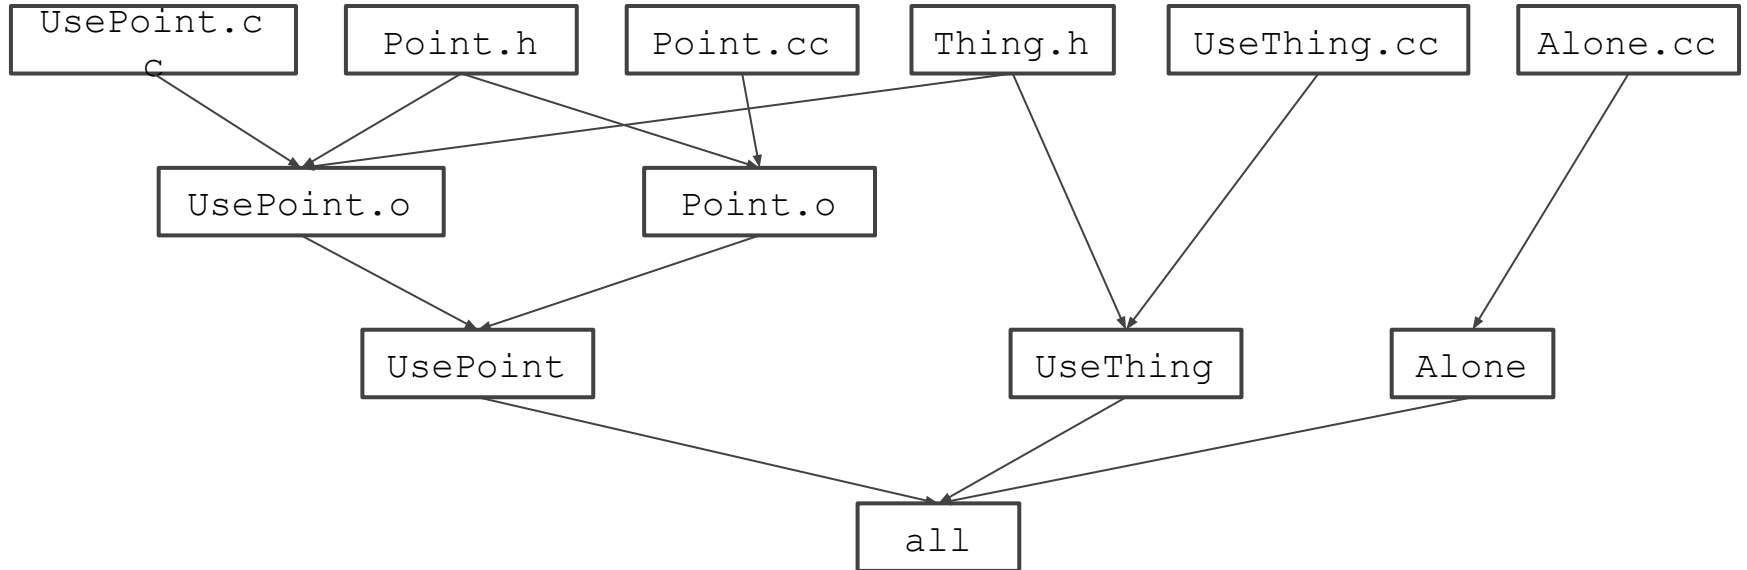 UsePoint.c
c
Point.h
Point.cc
Thing.h
UseThing.cc
Alone.cc
UsePoint.o
Point.o
UsePoint
UseThing
Alone
all